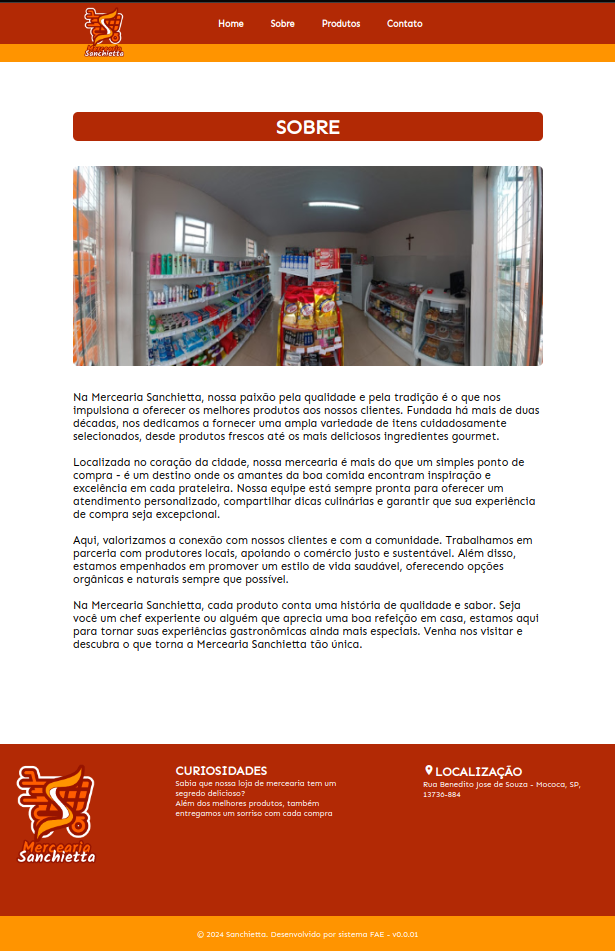 Home Sobre Produtos Contato
Mercearia
Sanchietta
SOBRE
Na Mercearia Sanchietta, nossa paixão pela qualidade e pela tradição é o que nos
impulsiona a oferecer os melhores produtos aos nossos clientes. Fundada há mais de duas
décadas, nos dedicamos a fornecer uma ampla variedade de itens cuidadosamente
selecionados, desde produtos frescos até os mais deliciosos ingredientes gourmet.
Localizada no coração da cidade, nossa mercearia é mais do que um simples ponto de
compra - é um destino onde os amantes da boa comida encontram inspiração e
excelência em cada prateleira. Nossa equipe está sempre pronta para oferecer um
atendimento personalizado, compartilhar dicas culinárias e garantir que sua experiência
de compra seja excepcional.
Aqui, valorizamos a conexão com nossos clientes e com a comunidade. Trabalhamos em
parceria com produtores locais, apoiando o comércio justo e sustentável. Além disso,
estamos empenhados em promover um estilo de vida saudável, oferecendo opções
orgânicas e naturais sempre que possível.
Na Mercearia Sanchietta, cada produto conta uma história de qualidade e sabor. Seja
você um chef experiente ou alguém que aprecia uma boa refeição em casa, estamos aqui
para tornar suas experiências gastronômicas ainda mais especiais. Venha nos visitar e
descubra o que torna a Mercearia Sanchietta tão única.
Mercearia
Sanchietta
CURIOSIDADES
Sabia que nossa loja de mercearia tem um
segredo delicioso?
Além dos melhores produtos, também
entregamos um sorriso com cada compra
LOCALIZAÇÃO
Rua Benedito Jose de Souza - Mococa, SP,
13736-884
© 2024 Sanchietta. Desenvolvido por sistema FAE - v0.0.01